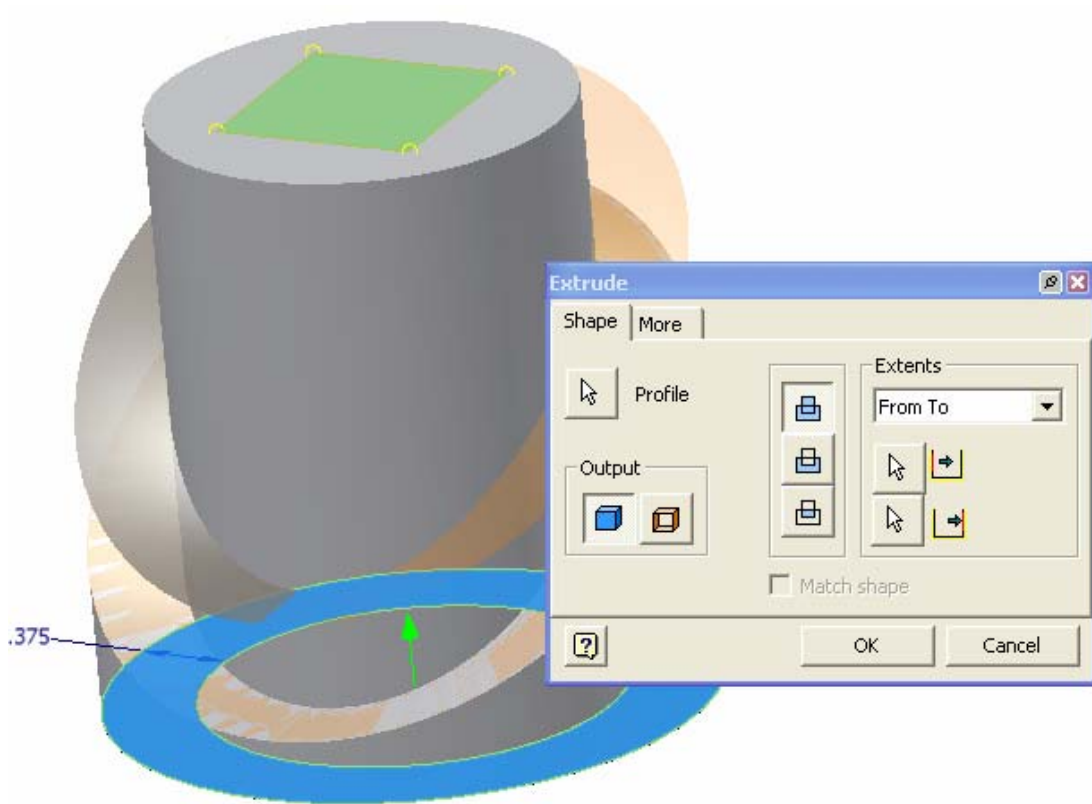 Extrude
Shape
More
Extents
Profile
From To
Output
Match shape
.375
?
OK
Cancel